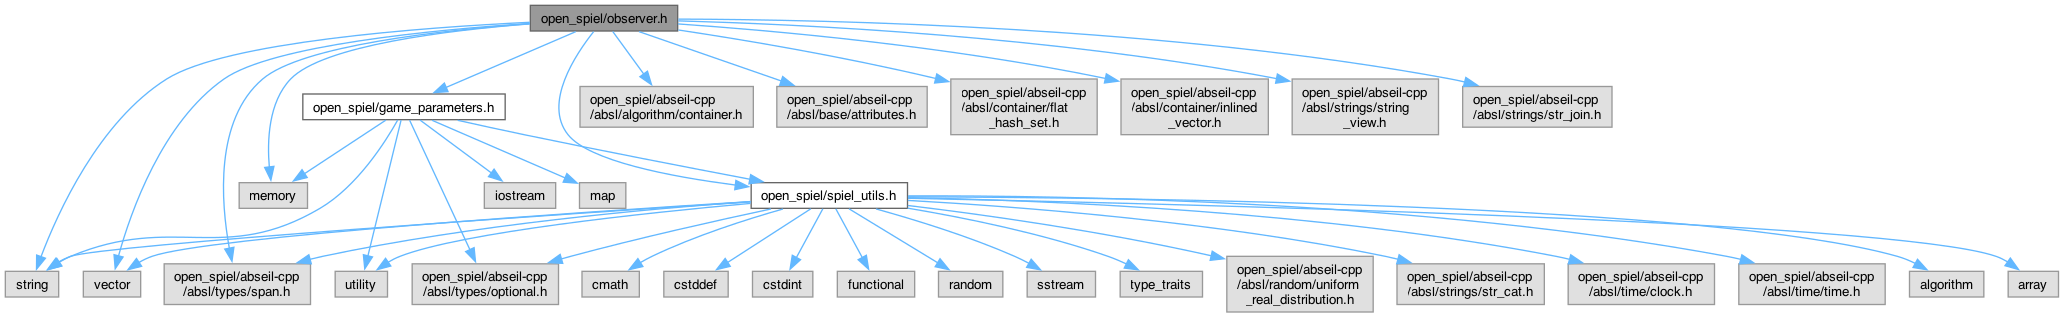 open_spiel/observer.h
open_spiel/game_parameters.h
open_spiel/abseil-cpp
/absl/algorithm/container.h
open_spiel/abseil-cpp
/absl/base/attributes.h
open_spiel/abseil-cpp
/absl/container/flat
_hash_set.h
open_spiel/abseil-cpp
/absl/container/inlined
_vector.h
open_spiel/abseil-cpp
/absl/strings/string
_view.h
open_spiel/abseil-cpp
/absl/strings/str_join.h
memory
iostream
map
open_spiel/spiel_utils.h
string
vector
open_spiel/abseil-cpp
/absl/types/span.h
utility
open_spiel/abseil-cpp
/absl/types/optional.h
cmath
cstddef
cstdint
functional
random
sstream
type_traits
open_spiel/abseil-cpp
/absl/random/uniform
_real_distribution.h
open_spiel/abseil-cpp
/absl/strings/str_cat.h
open_spiel/abseil-cpp
/absl/time/clock.h
open_spiel/abseil-cpp
/absl/time/time.h
algorithm
array